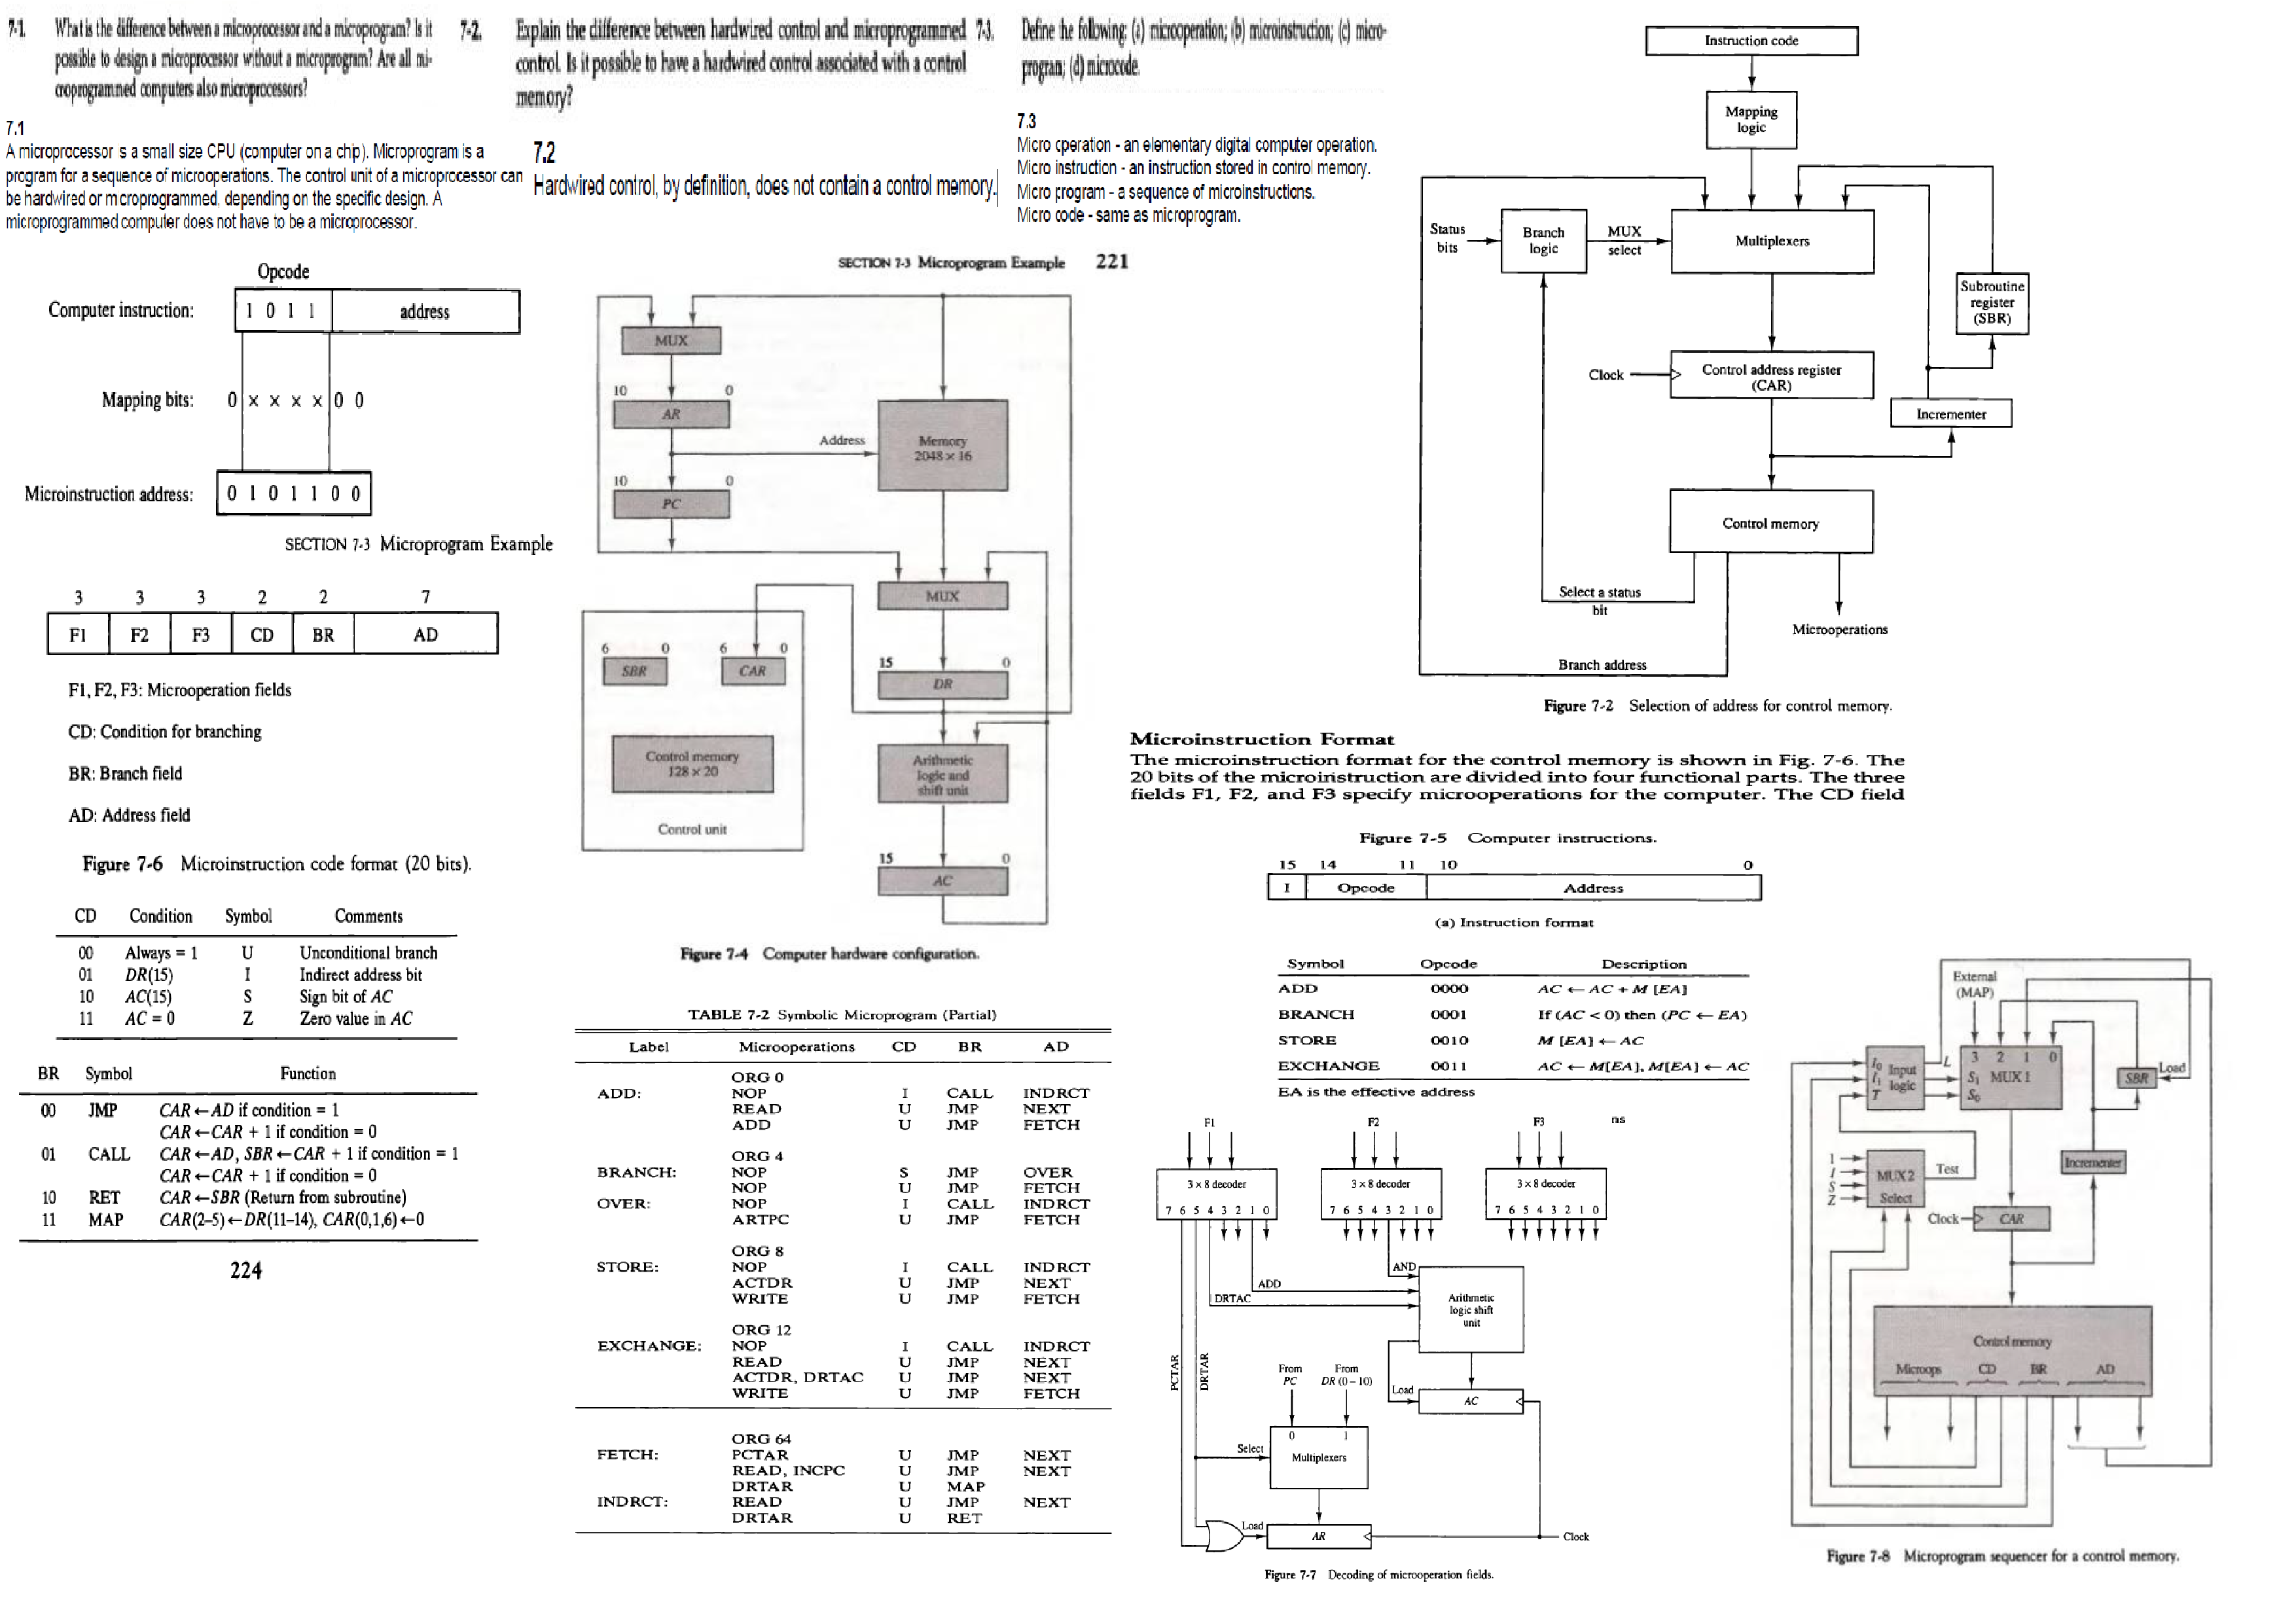 7-1. What is the difference between a microprocessor and a microprogram? Is it
possible to design a microprocessor without a microprogram? Are all mi-
croprogrammed computers also microprocessors?
7-2. Explain the difference between hardwired control and microprogrammed
control. Is it possible to have a hardwired control associated with a control
memory?
7-3. Define the following: (a) microoperation; (b) microinstruction; (c) micro-
program; (d) microcode.
7.1
A microprocessor is a small size CPU (computer on a chip). Microprogram is a
program for a sequence of microoperations. The control unit of a microprocessor can
be hardwired or microprogrammed, depending on the specific design. A
microprogrammed computer does not have to be a microprocessor.
7.2
Hardwired control, by definition, does not contain a control memory.
7.3
Micro operation - an elementary digital computer operation.
Micro instruction - an instruction stored in control memory.
Micro program - a sequence of microinstructions.
Micro code - same as microprogram.
Opcode
Computer instruction: 1 0 1 1 address
Mapping bits: 0 x x x x 0 0
Microinstruction address: 0 1 0 1 1 0 0
SECTION 7-3 Microprogram Example
3 3 3 2 2 7
F1 F2 F3 CD BR AD
F1, F2, F3: Microoperation fields
CD: Condition for branching
BR: Branch field
AD: Address field
Figure 7-6 Microinstruction code format (20 bits).
CD Condition Symbol Comments
00 Always = 1 U Unconditional branch
01 DR(15) I Indirect address bit
10 AC(15) S Sign bit of AC
11 AC = 0 Z Zero value in AC
BR Symbol Function
00 JMP CAR ← AD if condition = 1
CAR ← CAR + 1 if condition = 0
01 CALL CAR ← AD, SBR ← CAR + 1 if condition = 1
CAR ← CAR + 1 if condition = 0
10 RET CAR ← SBR (Return from subroutine)
11 MAP CAR(2–5) ← DR(11–14), CAR(0,1,6) ← 0
224
SECTION 7-3 Microprogram Example 221
MUX
10 0
AR
Address
Memory
2048 × 16
10 0
PC
MUX
6 0 6 0
SBR CAR
15 0
DR
Control memory
128 × 20
Control unit
Arithmetic
logic and
shift unit
15 0
AC
Figure 7-4 Computer hardware configuration.
TABLE 7-2 Symbolic Microprogram (Partial)
Label Microoperations CD BR AD
ORG 0
ADD: NOP I CALL INDRCT
READ U JMP NEXT
ADD U JMP FETCH
ORG 4
BRANCH: NOP S JMP OVER
NOP U JMP FETCH
OVER: NOP I CALL INDRCT
ARTPC U JMP FETCH
ORG 8
STORE: NOP I CALL INDRCT
ACTDR U JMP NEXT
WRITE U JMP FETCH
ORG 12
EXCHANGE: NOP I CALL INDRCT
READ U JMP NEXT
ACTDR, DRTAC U JMP NEXT
WRITE U JMP FETCH
ORG 64
FETCH: PCTAR U JMP NEXT
READ, INCPC U JMP NEXT
DRTAR U MAP
INDRCT: READ U JMP NEXT
DRTAR U RET
Instruction code
Mapping
logic
Status
bits
Branch
logic
MUX
select
Multiplexers
Subroutine
register
(SBR)
Clock
Control address register
(CAR)
Incrementer
Control memory
Select a status
bit
Microoperations
Branch address
Figure 7-2 Selection of address for control memory.
Microinstruction Format
The microinstruction format for the control memory is shown in Fig. 7-6. The
20 bits of the microinstruction are divided into four functional parts. The three
fields F1, F2, and F3 specify microoperations for the computer. The CD field
Figure 7-5 Computer instructions.
15 14 11 10 0
I Opcode Address
(a) Instruction format
Symbol Opcode Description
ADD 0000 AC ← AC + M [EA]
BRANCH 0001 If (AC < 0) then (PC ← EA)
STORE 0010 M [EA] ← AC
EXCHANGE 0011 AC ← M[EA], M[EA] ← AC
EA is the effective address
F1 F2 F3 ns
3 × 8 decoder 3 × 8 decoder 3 × 8 decoder
7 6 5 4 3 2 1 0 7 6 5 4 3 2 1 0 7 6 5 4 3 2 1 0
AND
ADD
DRTAC
Arithmetic
logic shift
unit
PCTAR
DRTAR
From
PC
From
DR (0 – 10)
Load
AC
0 1
Select
Multiplexers
Load
AR
Clock
Figure 7-7 Decoding of microoperation fields.
External
(MAP)
I0 Input
I1 logic
T
L
3 2 1 0
S1 MUX 1
S0
SBR
Load
1
I
S
Z
MUX 2
Select
Test
Incrementer
Clock
CAR
Control memory
Microops CD BR AD
Figure 7-8 Microprogram sequencer for a control memory.